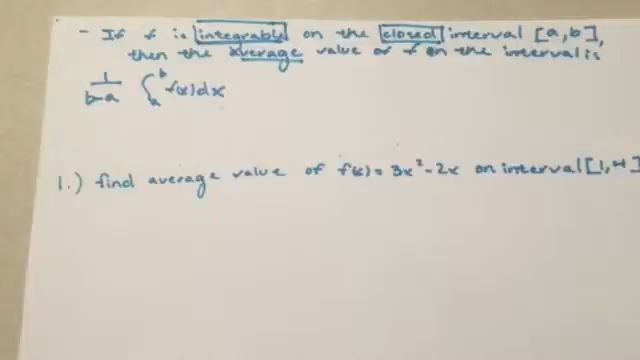 - If f is integrable on the closed interval [a,b],
then the average value of f on the interval is
1/b-a ∫_a^b f(x)dx
1.) find average value of f(x) = 3x² - 2x on interval [1,4]